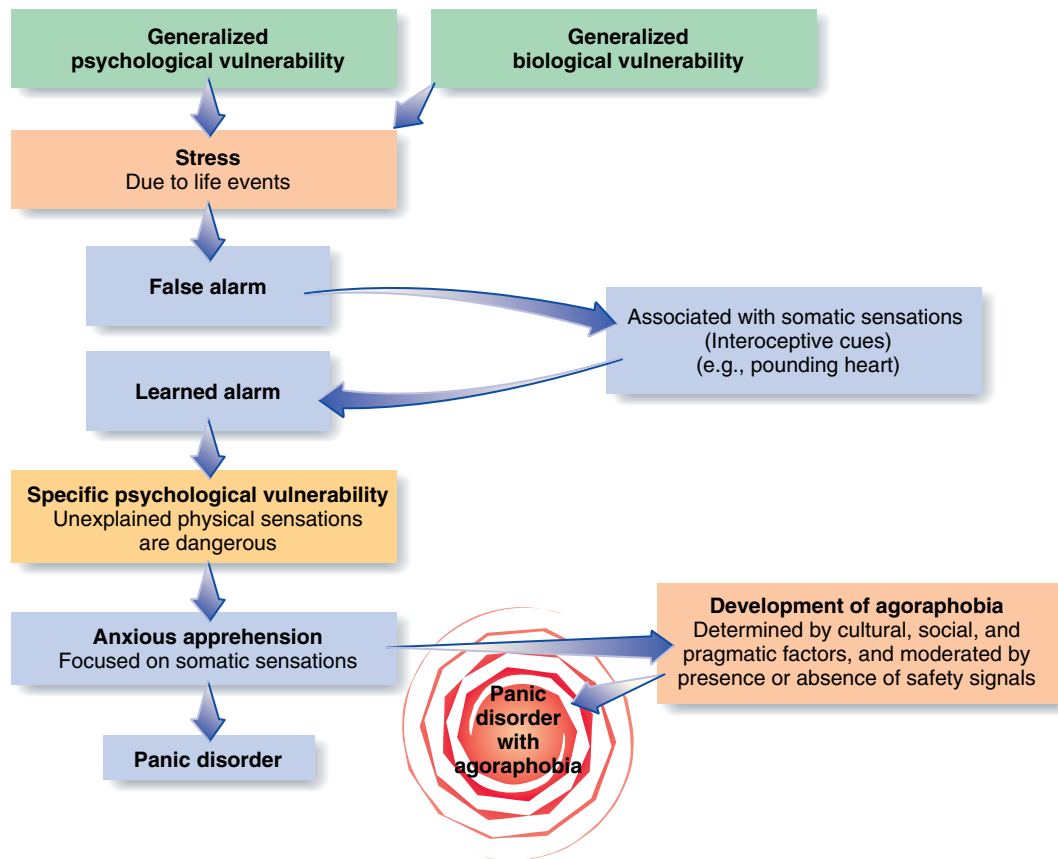 Generalized
psychological vulnerability
Generalized
biological vulnerability
Stress
Due to life events
False alarm
Associated with somatic sensations
(Interoceptive cues)
(e.g., pounding heart)
Learned alarm
Specific psychological vulnerability
Unexplained physical sensations
are dangerous
Anxious apprehension
Focused on somatic sensations
Development of agoraphobia
Determined by cultural, social, and
pragmatic factors, and moderated by
presence or absence of safety signals
Panic
disorder
with
agoraphobia
Panic disorder